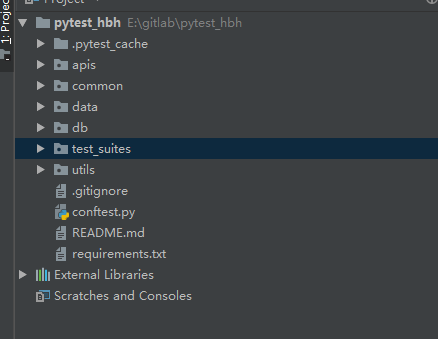 Project
1: Project
pytest_hbh E:\gitlab\pytest_hbh
.pytest_cache
apis
common
data
db
test_suites
utils
.gitignore
conftest.py
README.md
requirements.txt
External Libraries
Scratches and Consoles